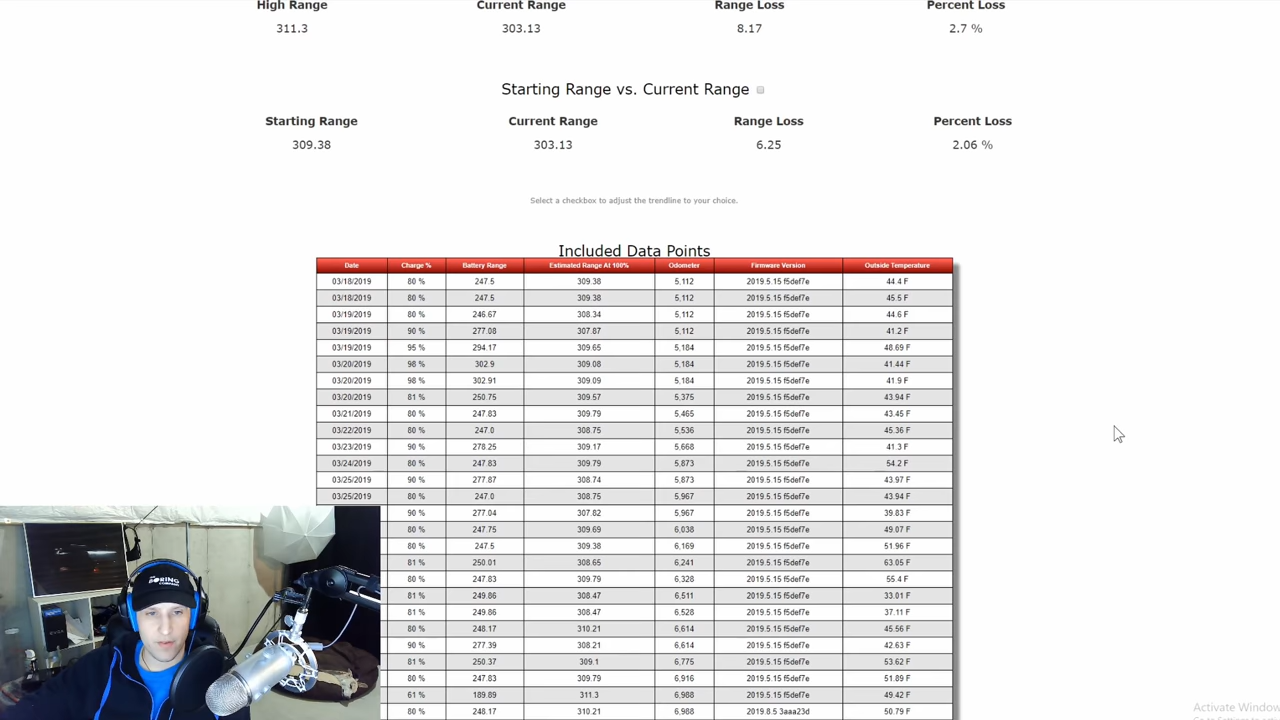 High Range Current Range Range Loss Percent Loss
311.3 303.13 8.17 2.7 %
Starting Range vs. Current Range
Starting Range Current Range Range Loss Percent Loss
309.38 303.13 6.25 2.06 %
Select a checkbox to adjust the trendline to your choice.
Included Data Points
Date Charge % Battery Range Estimated Range At 100% Odometer Firmware Version Outside Temperature
03/18/2019 80 % 247.5 309.38 5,112 2019.5.15 f5def7e 44.4 F
03/18/2019 80 % 247.5 309.38 5,112 2019.5.15 f5def7e 45.5 F
03/19/2019 80 % 246.67 308.34 5,112 2019.5.15 f5def7e 44.6 F
03/19/2019 90 % 277.08 307.87 5,112 2019.5.15 f5def7e 41.2 F
03/19/2019 95 % 294.17 309.65 5,184 2019.5.15 f5def7e 48.69 F
03/20/2019 98 % 302.9 309.08 5,184 2019.5.15 f5def7e 41.44 F
03/20/2019 98 % 302.91 309.09 5,184 2019.5.15 f5def7e 41.9 F
03/20/2019 81 % 250.75 309.57 5,375 2019.5.15 f5def7e 43.94 F
03/21/2019 80 % 247.83 309.79 5,465 2019.5.15 f5def7e 43.45 F
03/22/2019 80 % 247.0 308.75 5,536 2019.5.15 f5def7e 45.36 F
03/23/2019 90 % 278.25 309.17 5,668 2019.5.15 f5def7e 41.3 F
03/24/2019 80 % 247.83 309.79 5,873 2019.5.15 f5def7e 54.2 F
03/25/2019 90 % 277.87 308.74 5,873 2019.5.15 f5def7e 43.97 F
03/25/2019 80 % 247.0 308.75 5,967 2019.5.15 f5def7e 43.94 F
90 % 277.04 307.82 5,967 2019.5.15 f5def7e 39.83 F
80 % 247.75 309.69 6,038 2019.5.15 f5def7e 49.07 F
80 % 247.5 309.38 6,169 2019.5.15 f5def7e 51.96 F
81 % 250.01 308.65 6,241 2019.5.15 f5def7e 63.05 F
80 % 247.83 309.79 6,328 2019.5.15 f5def7e 55.4 F
81 % 249.86 308.47 6,511 2019.5.15 f5def7e 33.01 F
81 % 249.86 308.47 6,528 2019.5.15 f5def7e 37.11 F
80 % 248.17 310.21 6,614 2019.5.15 f5def7e 45.56 F
90 % 277.39 308.21 6,614 2019.5.15 f5def7e 42.63 F
81 % 250.37 309.1 6,775 2019.5.15 f5def7e 53.62 F
80 % 247.83 309.79 6,916 2019.5.15 f5def7e 51.89 F
61 % 189.89 311.3 6,988 2019.5.15 f5def7e 49.42 F
80 % 248.17 310.21 6,988 2019.8.5 3aaa23d 50.79 F
THE
BORING
COMPANY
EVGA
Activate Window